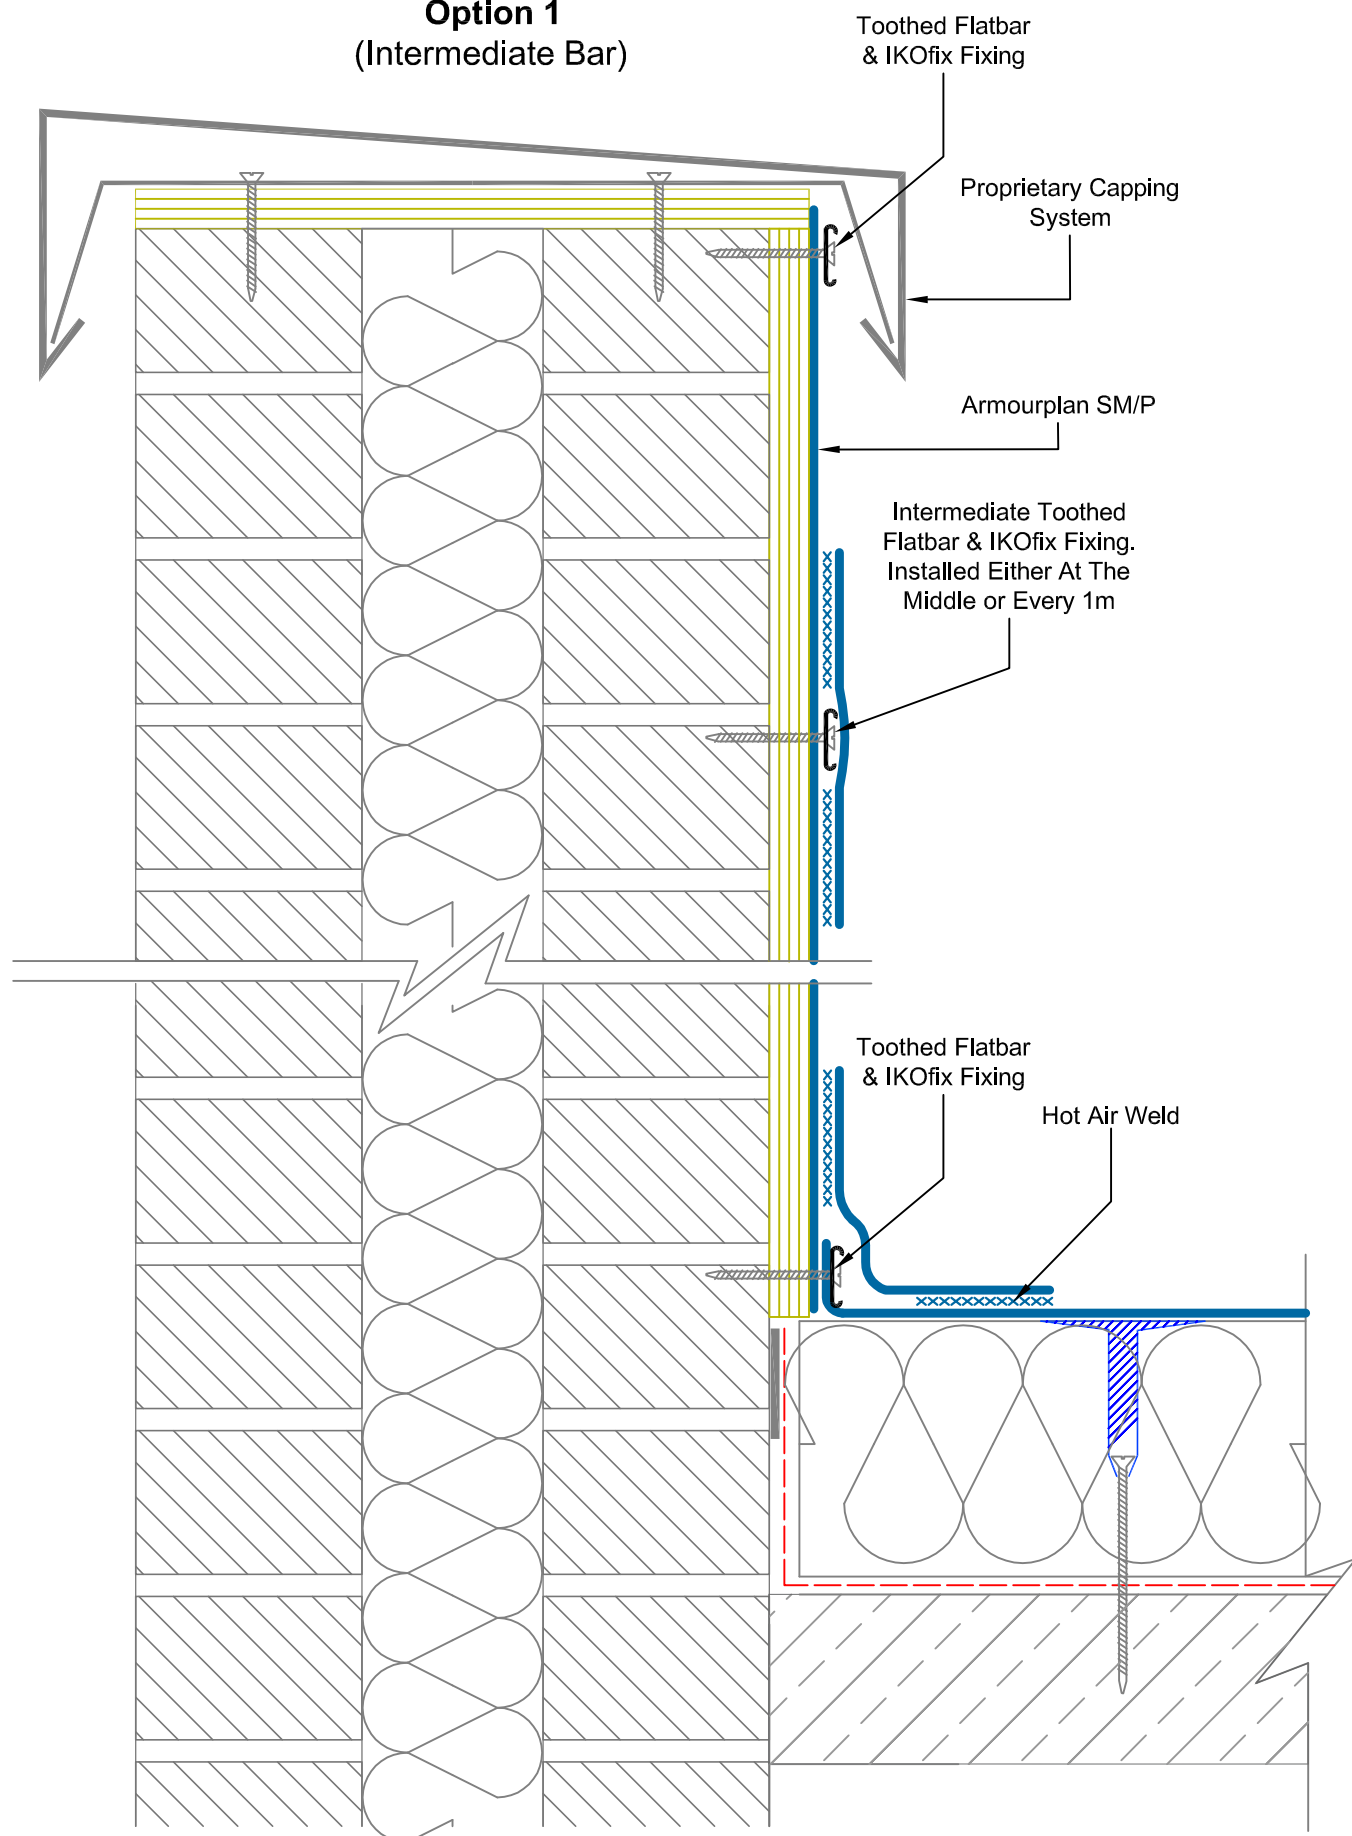 Option 1
(Intermediate Bar)
Toothed Flatbar
& IKOfix Fixing
Proprietary Capping
System
Armourplan SM/P
Intermediate Toothed
Flatbar & IKOfix Fixing.
Installed Either At The
Middle or Every 1m
Toothed Flatbar
& IKOfix Fixing
Hot Air Weld